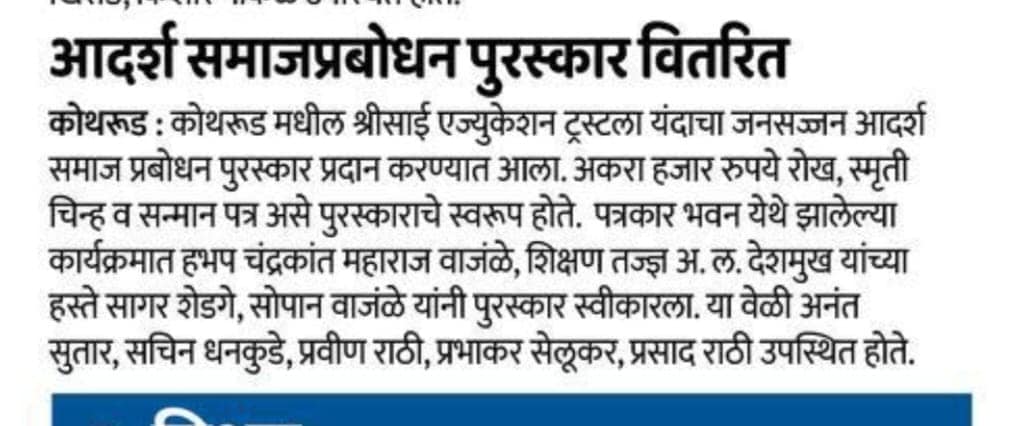 आदर्श समाजप्रबोधन पुरस्कार वितरित
कोथरूड : कोथरूड मधील श्रीसाई एज्युकेशन ट्रस्टला यंदाचा जनसज्जन आदर्श
समाज प्रबोधन पुरस्कार प्रदान करण्यात आला. अकरा हजार रुपये रोख, स्मृती
चिन्ह व सन्मान पत्र असे पुरस्काराचे स्वरूप होते. पत्रकार भवन येथे झालेल्या
कार्यक्रमात हभप चंद्रकांत महाराज वाजंळे, शिक्षण तज्ज्ञ अ. ल. देशमुख यांच्या
हस्ते सागर शेडगे, सोपान वाजंळे यांनी पुरस्कार स्वीकारला. या वेळी अनंत
सुतार, सचिन धनकुडे, प्रवीण राठी, प्रभाकर सेलूकर, प्रसाद राठी उपस्थित होते.